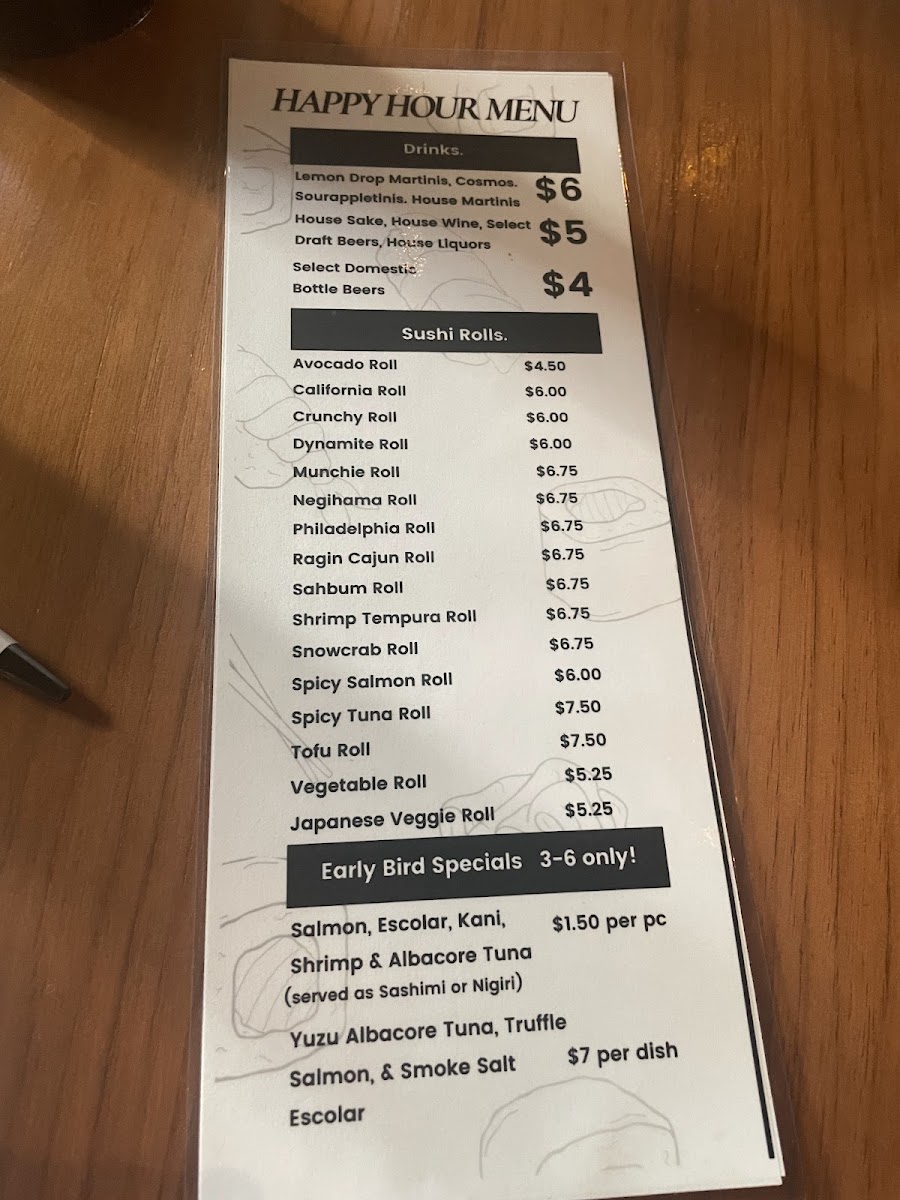 HAPPY HOUR MENU
Drinks.
Lemon Drop Martinis, Cosmos.
Sourappletinis. House Martinis $6
House Sake, House Wine, Select
Draft Beers, House Liquors $5
Select Domestic
Bottle Beers $4
Sushi Rolls.
Avocado Roll $4.50
California Roll $6.00
Crunchy Roll $6.00
Dynamite Roll $6.00
Munchie Roll $6.75
Negihama Roll $6.75
Philadelphia Roll $6.75
Ragin Cajun Roll $6.75
Sahbum Roll $6.75
Shrimp Tempura Roll $6.75
Snowcrab Roll $6.75
Spicy Salmon Roll $6.00
Spicy Tuna Roll $7.50
Tofu Roll $7.50
Vegetable Roll $5.25
Japanese Veggie Roll $5.25
Early Bird Specials 3-6 only!
Salmon, Escolar, Kani, $1.50 per pc
Shrimp & Albacore Tuna
(served as Sashimi or Nigiri)
Yuzu Albacore Tuna, Truffle
Salmon, & Smoke Salt $7 per dish
Escolar